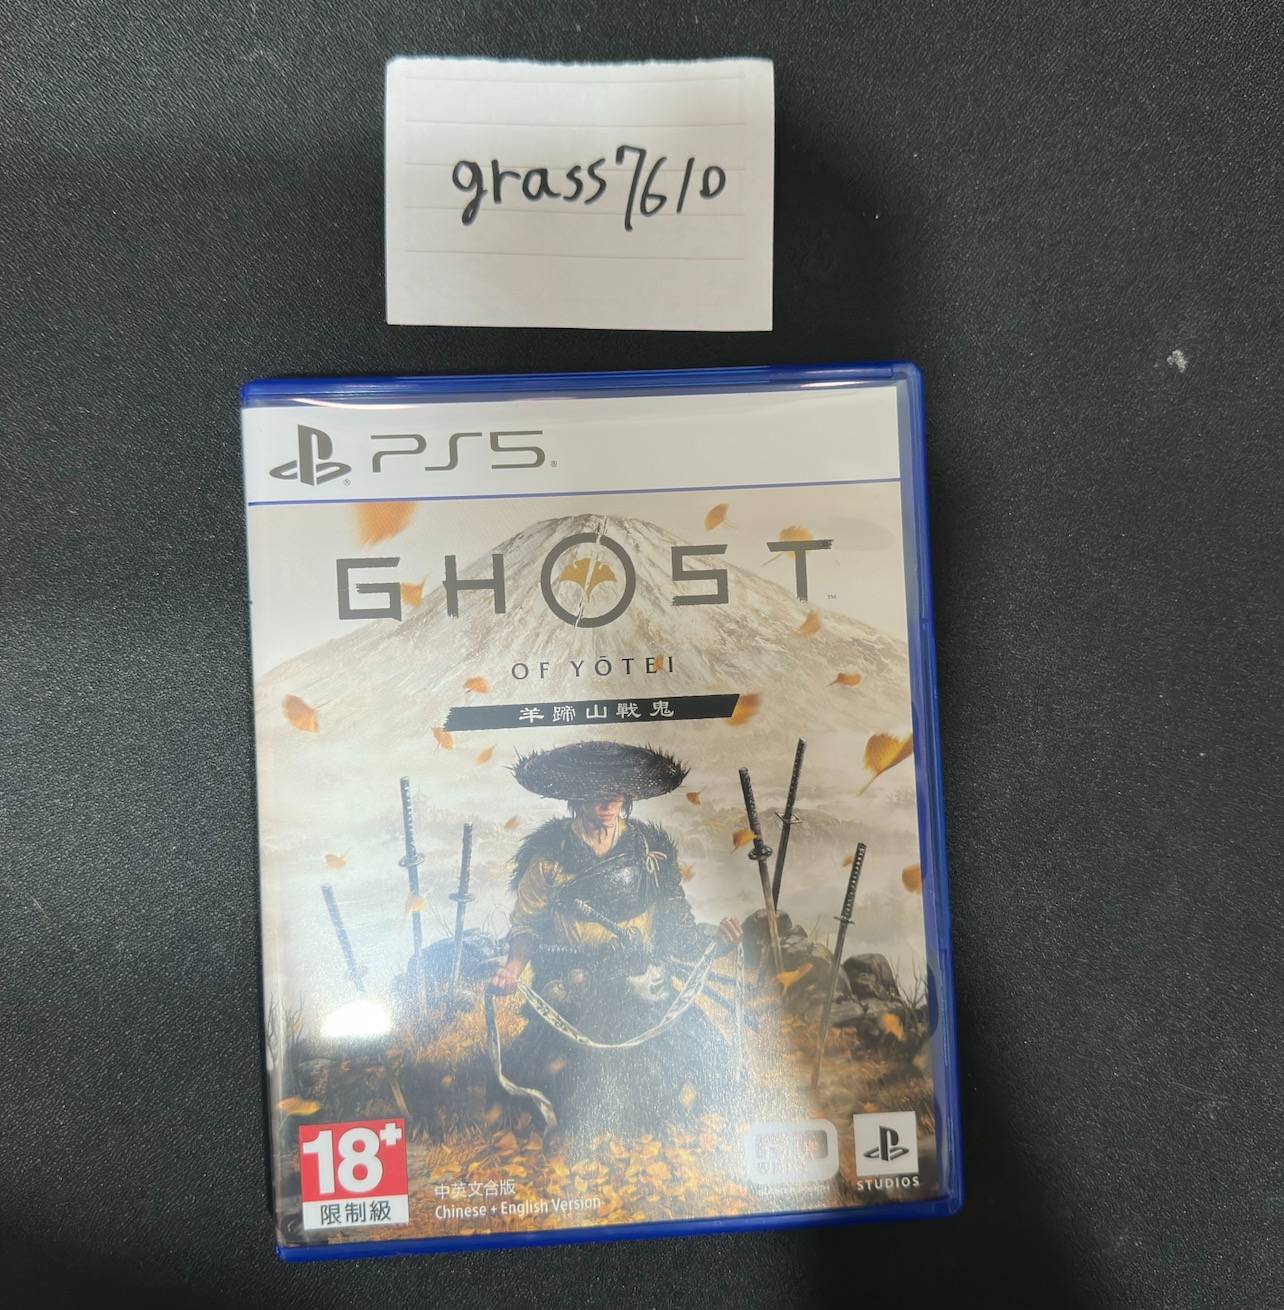 grass7610
PS5
GHOST
OF YŌTEI
羊蹄山戰鬼
18+
限制級
中英文合版
Chinese + English Version
STUDIOS